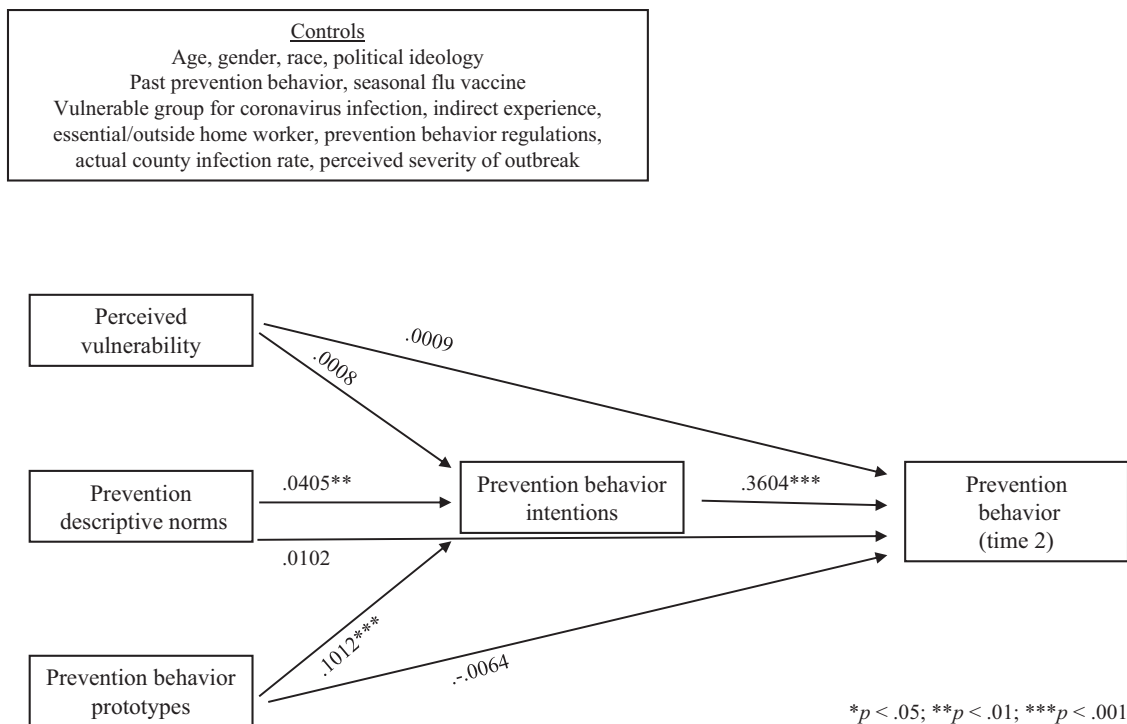 Controls
Age, gender, race, political ideology
Past prevention behavior, seasonal flu vaccine
Vulnerable group for coronavirus infection, indirect experience,
essential/outside home worker, prevention behavior regulations,
actual county infection rate, perceived severity of outbreak
Perceived
vulnerability
.0009
.0008
Prevention
descriptive norms
.0405**
Prevention behavior
intentions
.3604***
Prevention
behavior
(time 2)
.0102
.1012***
.-.0064
Prevention behavior
prototypes
*p < .05; **p < .01; ***p < .001